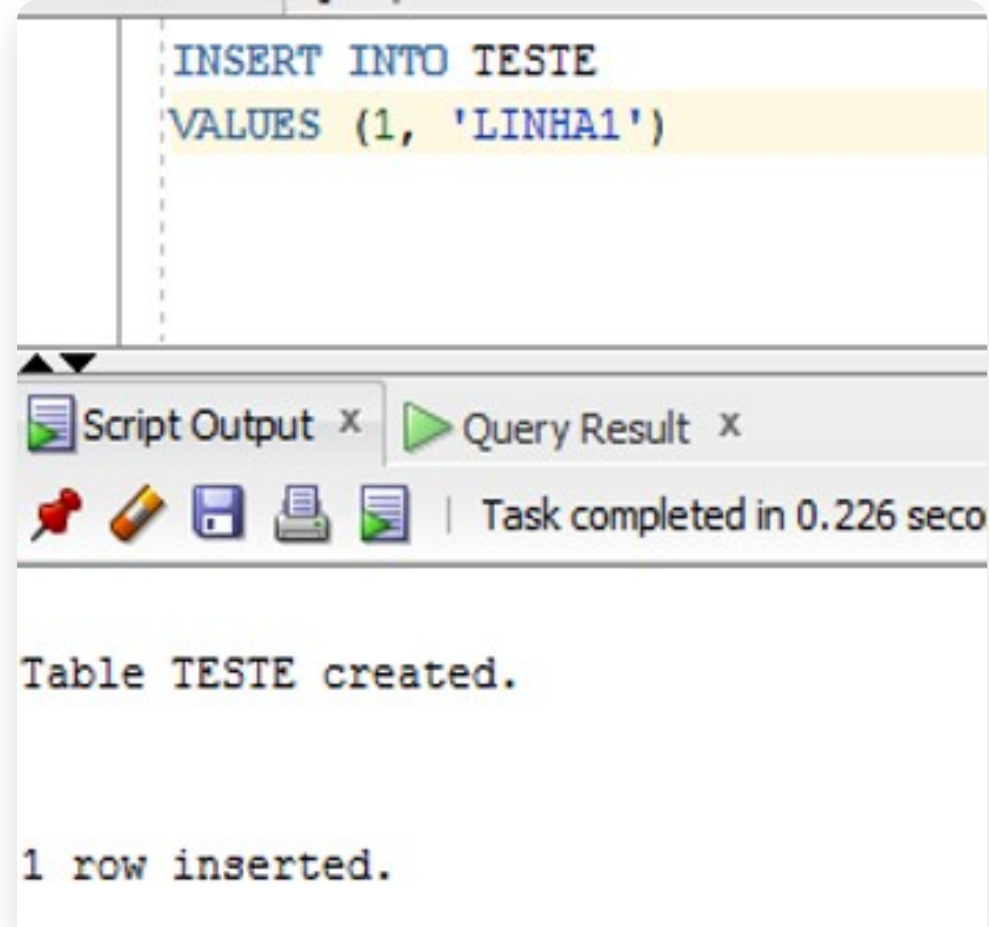 INSERT INTO TESTE
VALUES (1, 'LINHA1')
Script Output x
Query Result x
Task completed in 0.226 seco
Table TESTE created.
1 row inserted.